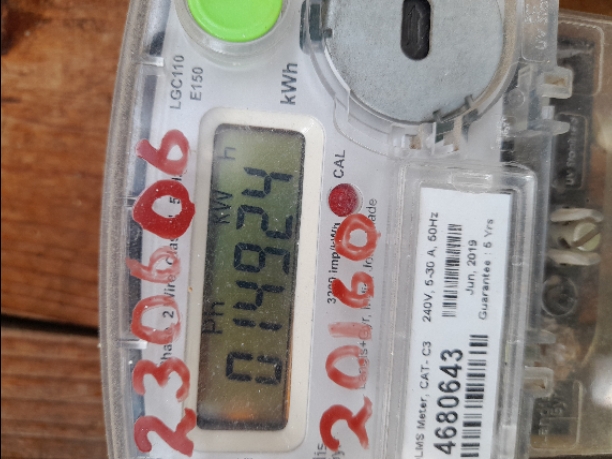 LGC110
E150
kWh
230606
Ph kW h
014924
CAL
3200 imp/kWh
20160
LMS Meter, CAT- C3 240V, 5-30 A, 50Hz
4680643
Jun, 2019
Guarantee : 5 Yrs